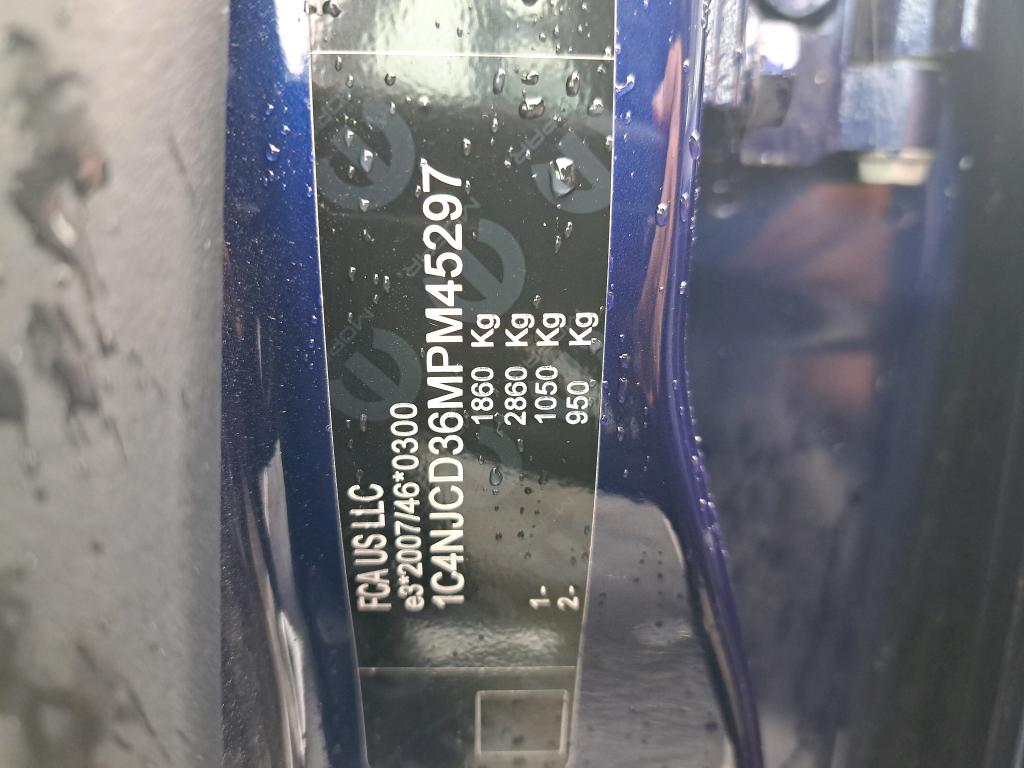 FCA US LLC
e3*2007/46*0300
1C4NJCD36MPM45297
1860 Kg
2860 Kg
1- 1050 Kg
2- 950 Kg